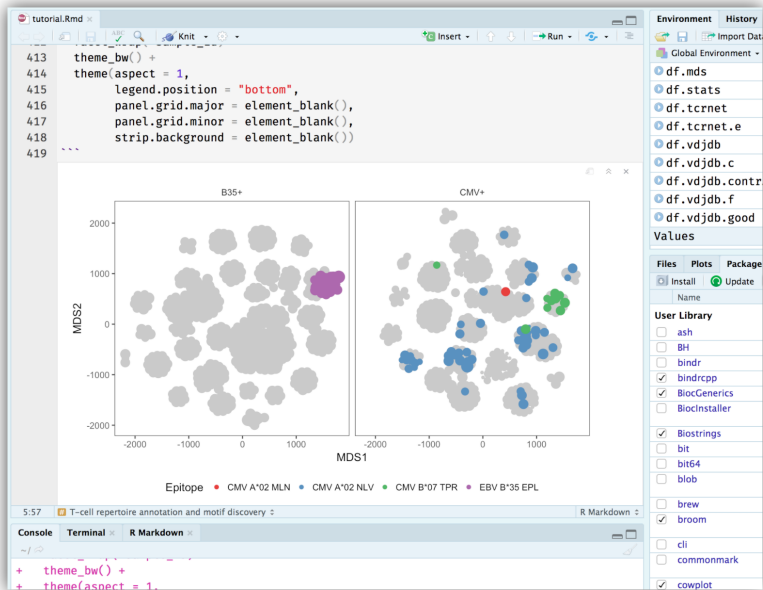 tutorial.Rmd
Environment History
ABC Knit Insert Run
Import Data
Global Environment
413 theme_bw() +
414 theme(aspect = 1,
415 legend.position = "bottom",
416 panel.grid.major = element_blank(),
417 panel.grid.minor = element_blank(),
418 strip.background = element_blank())
419 ```
df.mds
df.stats
df.tcrnet
df.tcrnet.e
df.vdjdb
df.vdjdb.c
df.vdjdb.contr
df.vdjdb.f
df.vdjdb.good
Values
B35+ CMV+
2000
1000
0
-1000
-2000
MDS2
-2000 -1000 0 1000 -2000 -1000 0 1000
MDS1
Epitope CMV A*02 MLN CMV A*02 NLV CMV B*07 TPR EBV B*35 EPL
Files Plots Package
Install Update
Name
User Library
ash
BH
bindr
bindrcpp
BiocGenerics
BiocInstaller
Biostrings
bit
bit64
blob
brew
broom
cli
commonmark
cowplot
5:57 T-cell repertoire annotation and motif discovery R Markdown
Console Terminal R Markdown
~/
+ theme_bw() +
+ theme(aspect = 1,